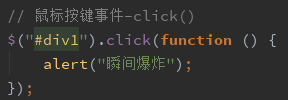 // 鼠标按键事件-click()
$("#div1").click(function () {
alert("瞬间爆炸");
});